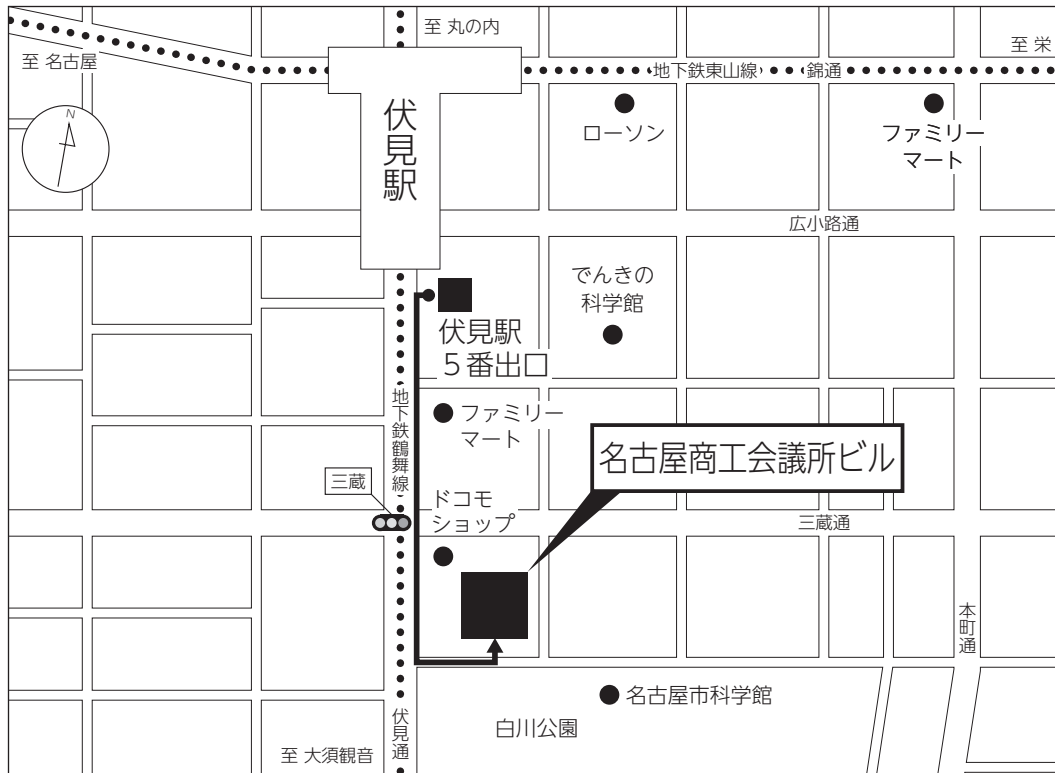 至 丸の内
至 栄
至 名古屋
地下鉄東山線
錦通
N
伏見駅
ローソン
ファミリー
マート
広小路通
でんきの
科学館
伏見駅
５番出口
地下鉄鶴舞線
ファミリー
マート
名古屋商工会議所ビル
三蔵
ドコモ
ショップ
三蔵通
本町通
名古屋市科学館
伏見通
白川公園
至 大須観音